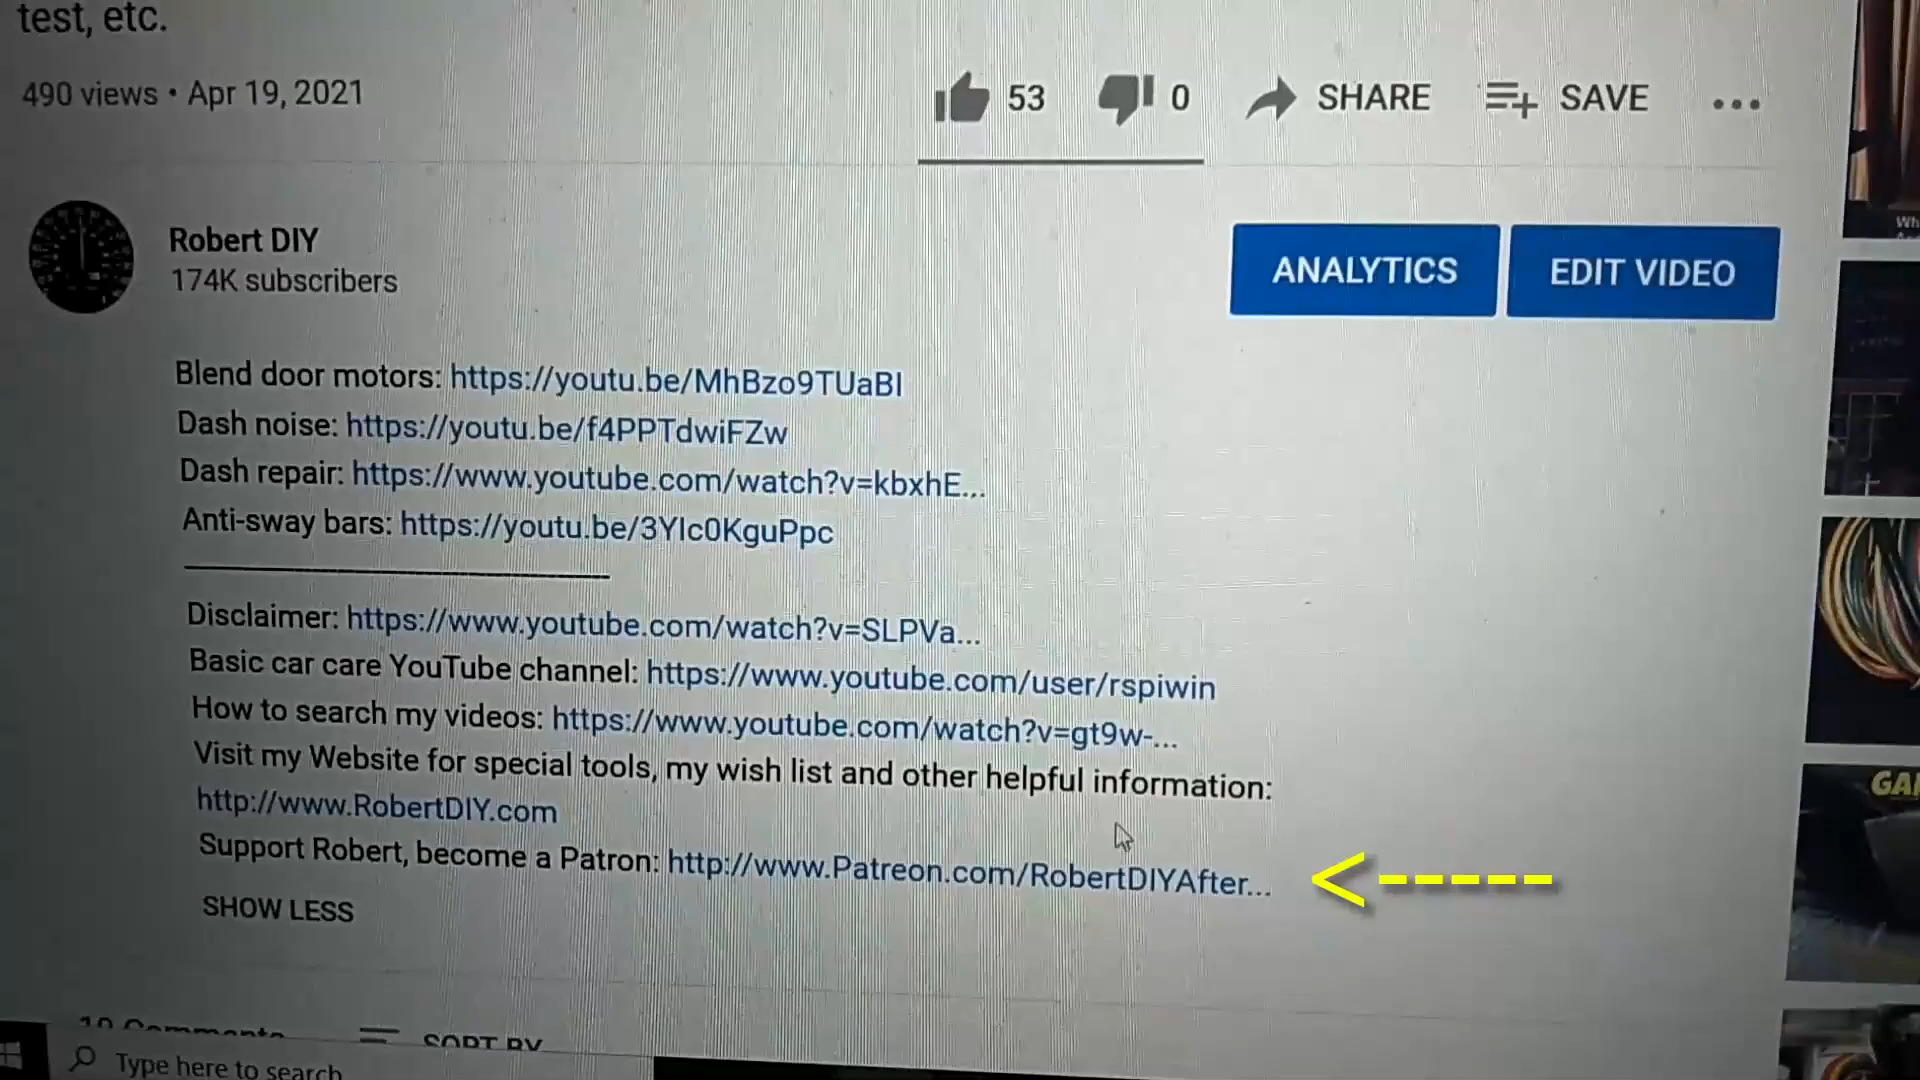 test, etc.
490 views • Apr 19, 2021
53
0
SHARE
SAVE
Robert DIY
174K subscribers
ANALYTICS
EDIT VIDEO
Blend door motors: https://youtu.be/MhBzo9TUaBI
Dash noise: https://youtu.be/f4PPTdwiFZw
Dash repair: https://www.youtube.com/watch?v=kbxhE...
Anti-sway bars: https://youtu.be/3YIc0KguPpc
Disclaimer: https://www.youtube.com/watch?v=SLPVa...
Basic car care YouTube channel: https://www.youtube.com/user/rspiwin
How to search my videos: https://www.youtube.com/watch?v=gt9w-...
Visit my Website for special tools, my wish list and other helpful information:
http://www.RobertDIY.com
Support Robert, become a Patron: http://www.Patreon.com/RobertDIYAfter...
SHOW LESS
10 Comments
SORT BY
Type here to search